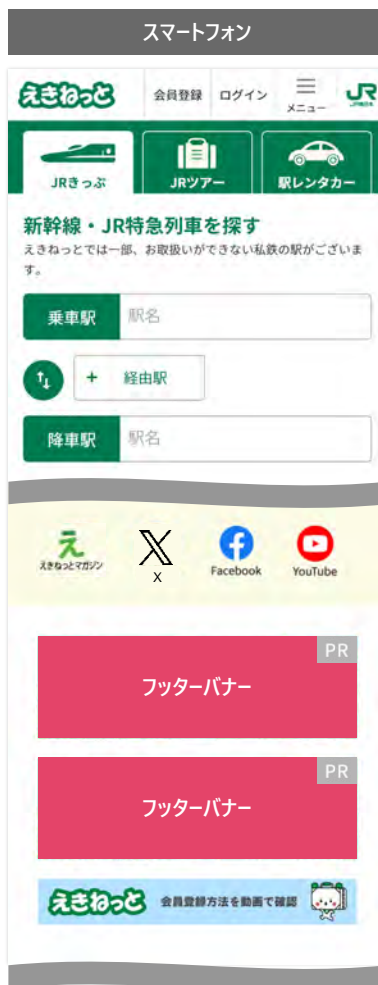 スマートフォン
えきねっと
会員登録
ログイン
メニュー
JR
JRきっぷ
JRツアー
駅レンタカー
新幹線・JR特急列車を探す
えきねっとでは一部、お取扱いができない私鉄の駅がございま
す。
乗車駅
駅名
+ 経由駅
降車駅
駅名
え
えきねっとマガジン
X
Facebook
YouTube
PR
フッターバナー
PR
フッターバナー
えきねっと
会員登録方法を動画で確認